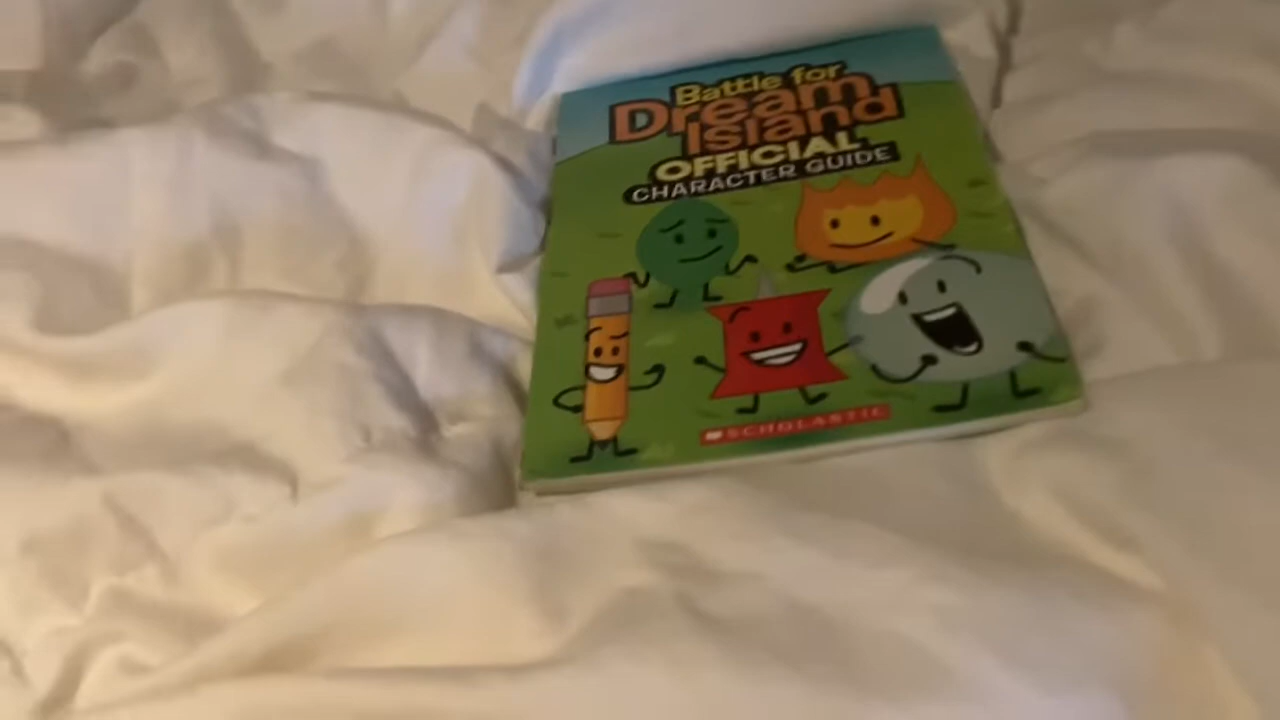 Battle for
Dream
Island
OFFICIAL
CHARACTER GUIDE
SCHOLASTIC